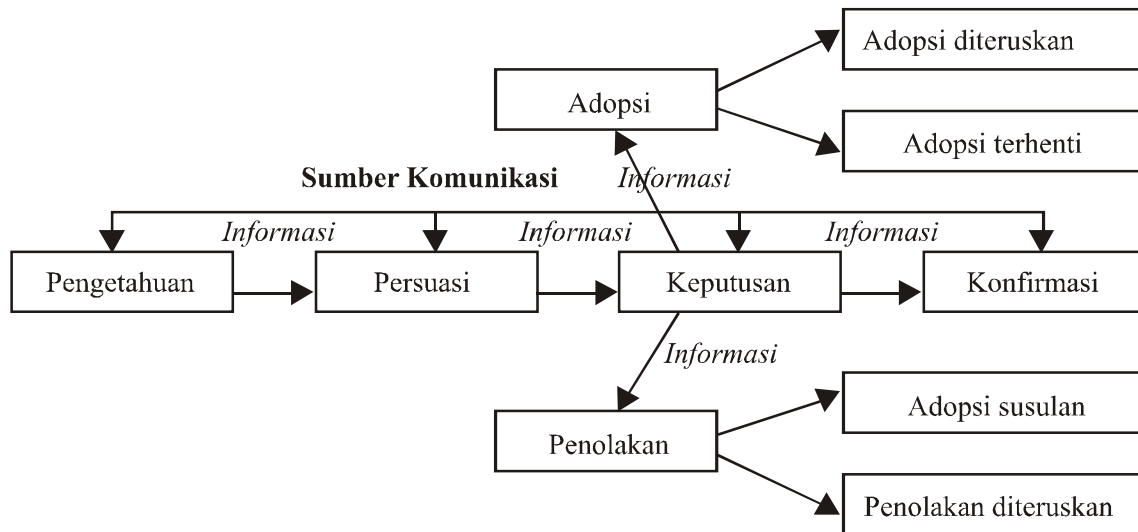 Adopsi diteruskan
Adopsi
Adopsi terhenti
Sumber Komunikasi
Informasi
Informasi
Informasi
Informasi
Pengetahuan
Persuasi
Keputusan
Konfirmasi
Informasi
Adopsi susulan
Penolakan
Penolakan diteruskan